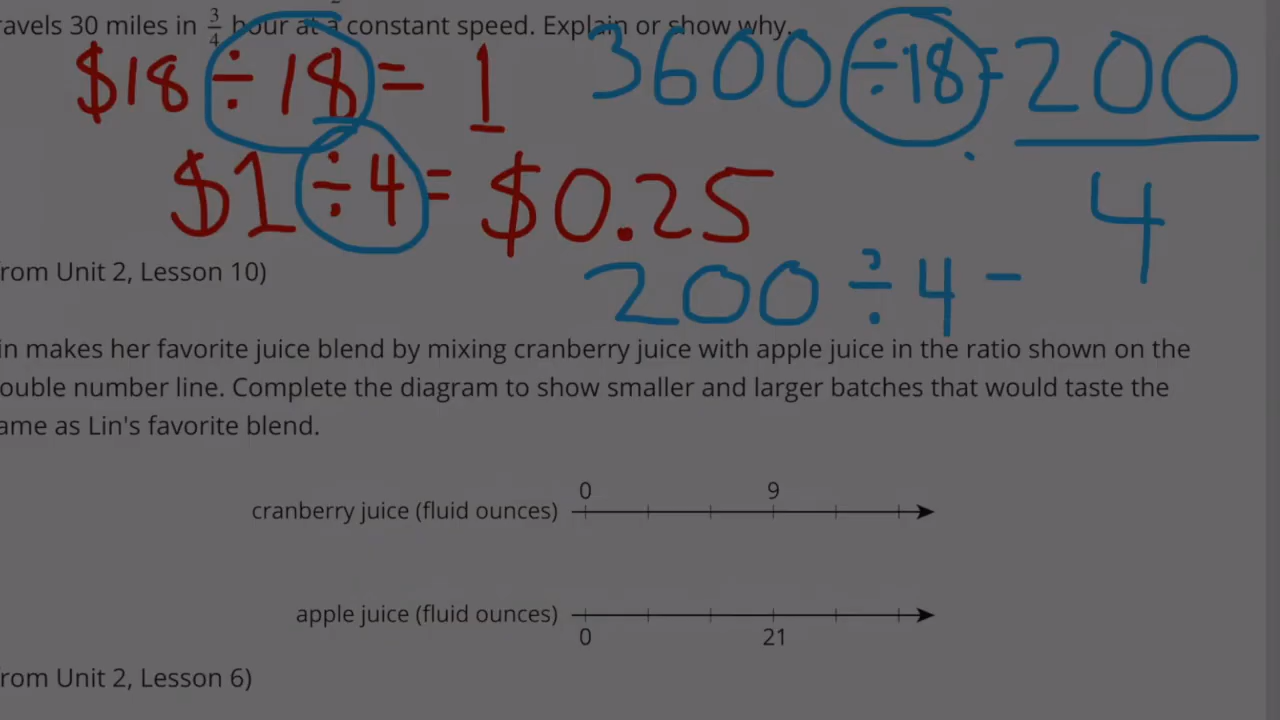 ravels 30 miles in 3/4 hour at a constant speed. Explain or show why.
$18 ÷ 18 = 1
3600 ÷ 18 = 200
4
$1 ÷ 4 = $0.25
200 ÷ 4 =
rom Unit 2, Lesson 10)
in makes her favorite juice blend by mixing cranberry juice with apple juice in the ratio shown on the
ouble number line. Complete the diagram to show smaller and larger batches that would taste the
ame as Lin's favorite blend.
0 9
cranberry juice (fluid ounces)
apple juice (fluid ounces)
0 21
rom Unit 2, Lesson 6)